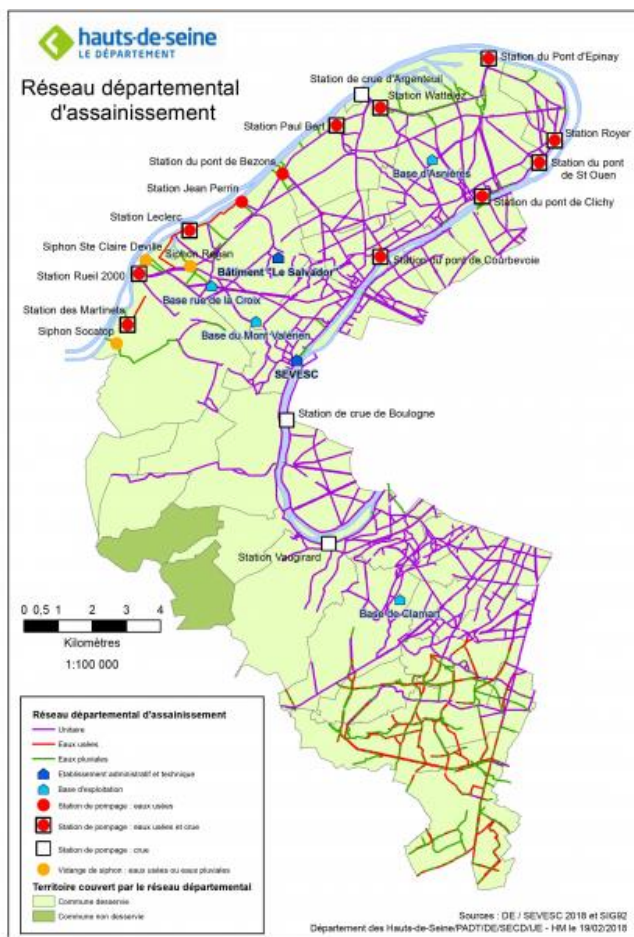 hauts-de-seine
LE DÉPARTEMENT
Réseau départemental
d'assainissement
Station du Pont d'Epinay
Station de crue d'Argenteuil
Station Wattelez
Station Paul Bert
Station Royer
Station du pont de Bezons
Base d'Asnières
Station du pont
de St Ouen
Station Jean Perrin
Station du pont de Clichy
Station Leclerc
Siphon Ste Claire Deville
Siphon Renan
Station du pont de Courbevoie
Station Rueil 2000
Bâtiment "Le Salvador"
Base rue de la Croix
Station des Martinets
Base du Mont Valérien
Siphon Socatop
SEVESC
Station de crue de Boulogne
Station Vaugirard
Base de Clamart
0 0,5 1 2 3 4
Kilomètres
1:100 000
Réseau départemental d'assainissement
Unitaire
Eaux usées
Eaux pluviales
Etablissement administratif et technique
Base d'exploitation
Station de pompage : eaux usées
Station de pompage : eaux usées et crue
Station de pompage : crue
Vidange de siphon : eaux usées ou eaux pluviales
Territoire couvert par le réseau départemental
Commune desservie
Commune non desservie
Sources : DE / SEVESC 2018 et SIG92
Département des Hauts-de-Seine/PADT/DE/SECD/UE - HM le 19/02/2018